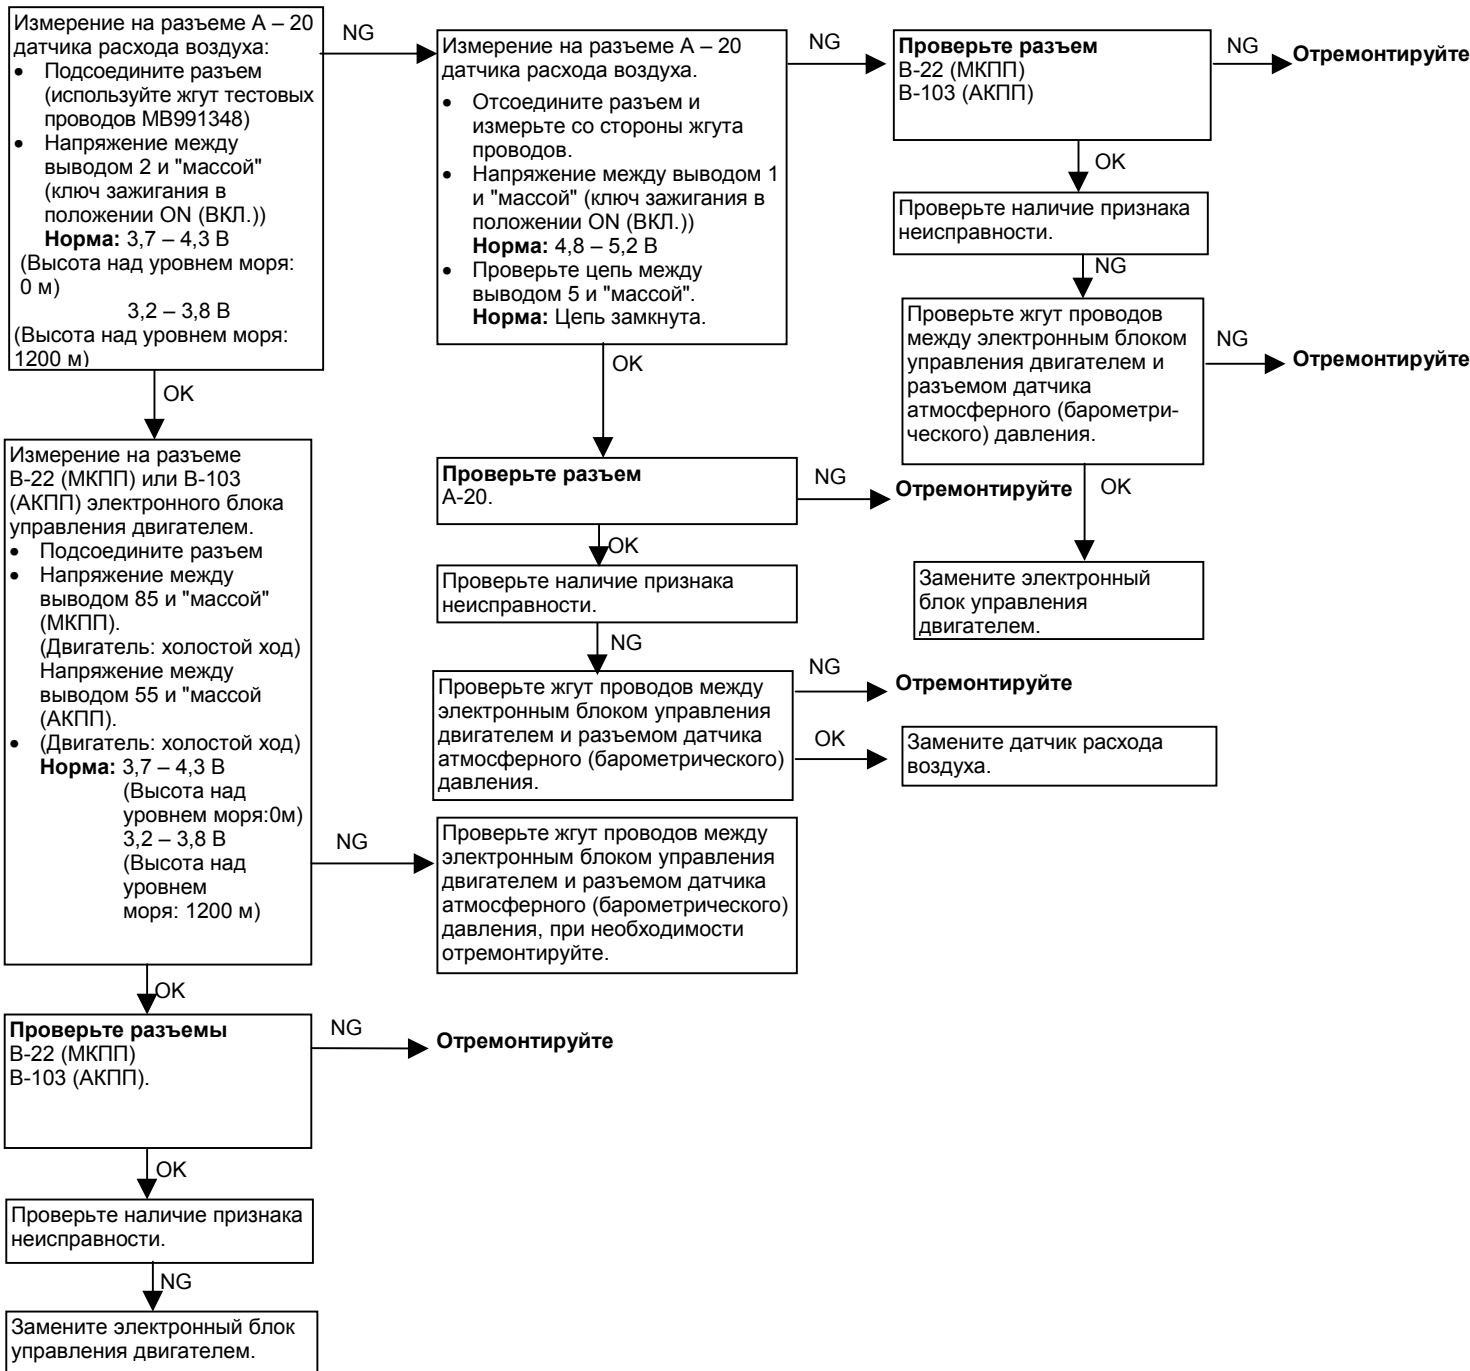 Измерение на разъеме А – 20
датчика расхода воздуха:
• Подсоедините разъем
(используйте жгут тестовых
проводов MB991348)
• Напряжение между
выводом 2 и "массой"
(ключ зажигания в
положении ON (ВКЛ.))
Норма: 3,7 – 4,3 В
(Высота над уровнем моря:
0 м)
3,2 – 3,8 В
(Высота над уровнем моря:
1200 м)
NG
OK
Измерение на разъеме А – 20
датчика расхода воздуха.
• Отсоедините разъем и
измерьте со стороны жгута
проводов.
• Напряжение между выводом 1
и "массой" (ключ зажигания в
положении ON (ВКЛ.))
Норма: 4,8 – 5,2 В
• Проверьте цепь между
выводом 5 и "массой".
Норма: Цепь замкнута.
NG
OK
Проверьте разъем
В-22 (МКПП)
В-103 (АКПП)
NG
Отремонтируйте
OK
Проверьте наличие признака
неисправности.
NG
Проверьте жгут проводов
между электронным блоком
управления двигателем и
разъемом датчика
атмосферного (барометри-
ческого) давления.
NG
Отремонтируйте
OK
Замените электронный
блок управления
двигателем.
Проверьте разъем
А-20.
NG
Отремонтируйте
OK
Проверьте наличие признака
неисправности.
NG
Проверьте жгут проводов между
электронным блоком управления
двигателем и разъемом датчика
атмосферного (барометрического)
давления.
NG
Отремонтируйте
OK
Замените датчик расхода
воздуха.
Измерение на разъеме
В-22 (МКПП) или В-103
(АКПП) электронного блока
управления двигателем.
• Подсоедините разъем
• Напряжение между
выводом 85 и "массой"
(МКПП).
(Двигатель: холостой ход)
Напряжение между
выводом 55 и "массой
(АКПП).
• (Двигатель: холостой ход)
Норма: 3,7 – 4,3 В
(Высота над
уровнем моря:0м)
3,2 – 3,8 В
(Высота над
уровнем
моря: 1200 м)
NG
Проверьте жгут проводов между
электронным блоком управления
двигателем и разъемом датчика
атмосферного (барометрического)
давления, при необходимости
отремонтируйте.
OK
Проверьте разъемы
В-22 (МКПП)
В-103 (АКПП).
NG
Отремонтируйте
OK
Проверьте наличие признака
неисправности.
NG
Замените электронный блок
управления двигателем.